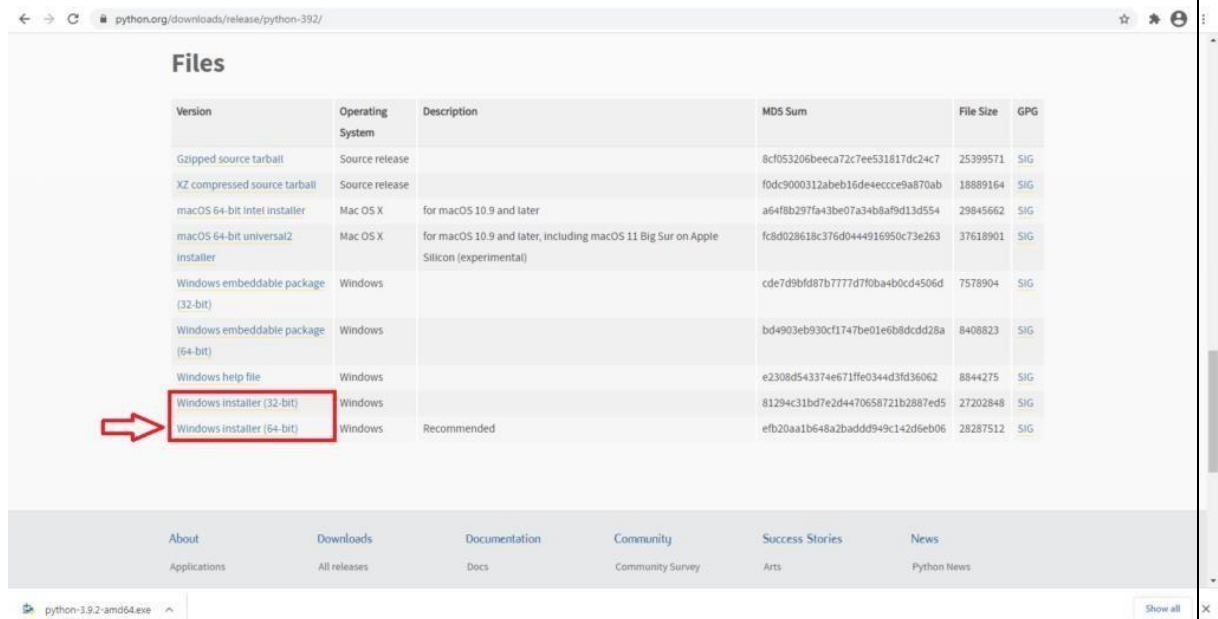 python.org/downloads/release/python-392/
Files
Version Operating System Description MD5 Sum File Size GPG
Gzipped source tarball Source release 8cf053206beeca72c7ee531817dc24c7 25399571 SIG
XZ compressed source tarball Source release f0dc9000312abeb16de4eccce9a870ab 18889164 SIG
macOS 64-bit Intel installer Mac OS X for macOS 10.9 and later a64f8b297fa43be07a34b8af9d13d554 29845662 SIG
macOS 64-bit universal2 installer Mac OS X for macOS 10.9 and later, including macOS 11 Big Sur on Apple Silicon (experimental) fc8d028618c376d0444916950c73e263 37618901 SIG
Windows embeddable package (32-bit) Windows cde7d9bfd87b7777d7f0ba4b0cd4506d 7578904 SIG
Windows embeddable package (64-bit) Windows bd4903eb930cf1747be01e6b8dcdd28a 8408823 SIG
Windows help file Windows e2308d543374e671ffe0344d3fd36062 8844275 SIG
Windows installer (32-bit) Windows 81294c31bd7e2d4470658721b2887ed5 27202848 SIG
Windows installer (64-bit) Windows Recommended efb20aa1b648a2baddd949c142d6eb06 28287512 SIG
About Downloads Documentation Community Success Stories News
Applications All releases Docs Community Survey Arts Python News
python-3.9.2-amd64.exe Show all